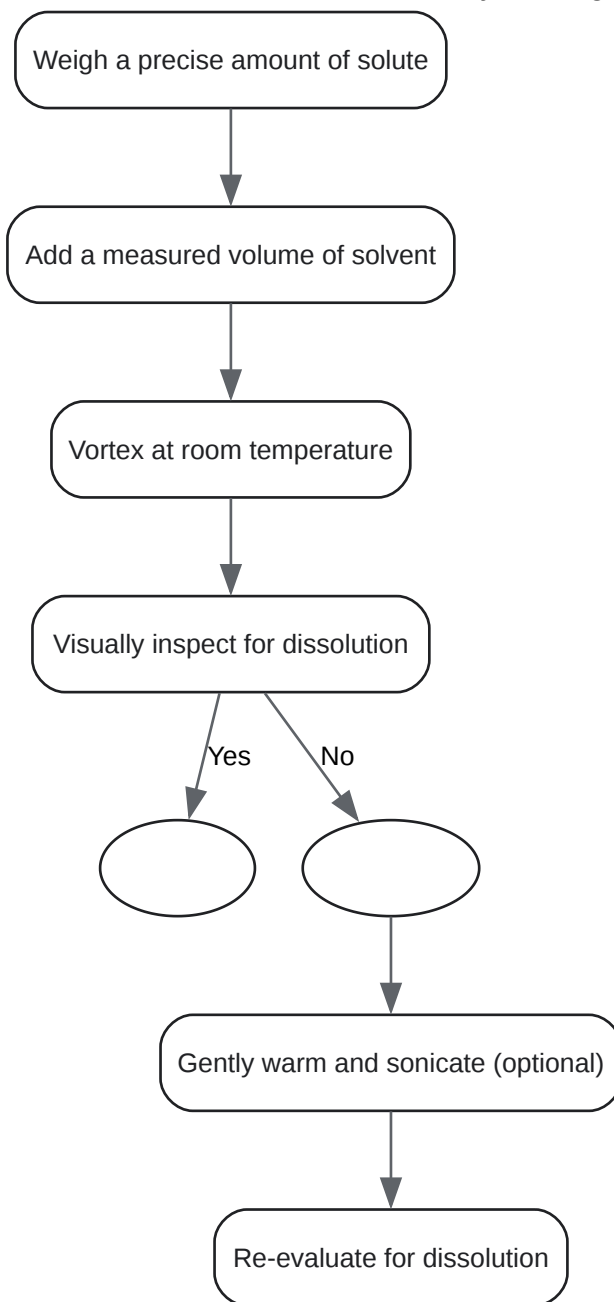 Weigh a precise amount of solute
Add a measured volume of solvent
Vortex at room temperature
Visually inspect for dissolution
Yes
No
Gently warm and sonicate (optional)
Re-evaluate for dissolution